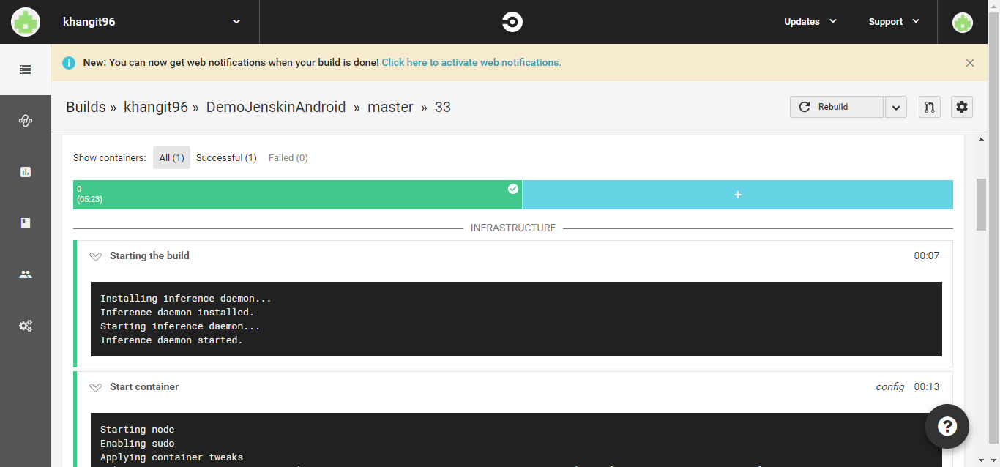 khangit96
Updates
Support
New: You can now get web notifications when your build is done! Click here to activate web notifications.
Builds » khangit96 » DemoJenskinAndroid » master » 33
Rebuild
Show containers: All (1) Successful (1) Failed (0)
0
(05:23)
+
INFRASTRUCTURE
Starting the build 00:07
Installing inference daemon...
Inference daemon installed.
Starting inference daemon...
Inference daemon started.
Start container config 00:13
Starting node
Enabling sudo
Applying container tweaks